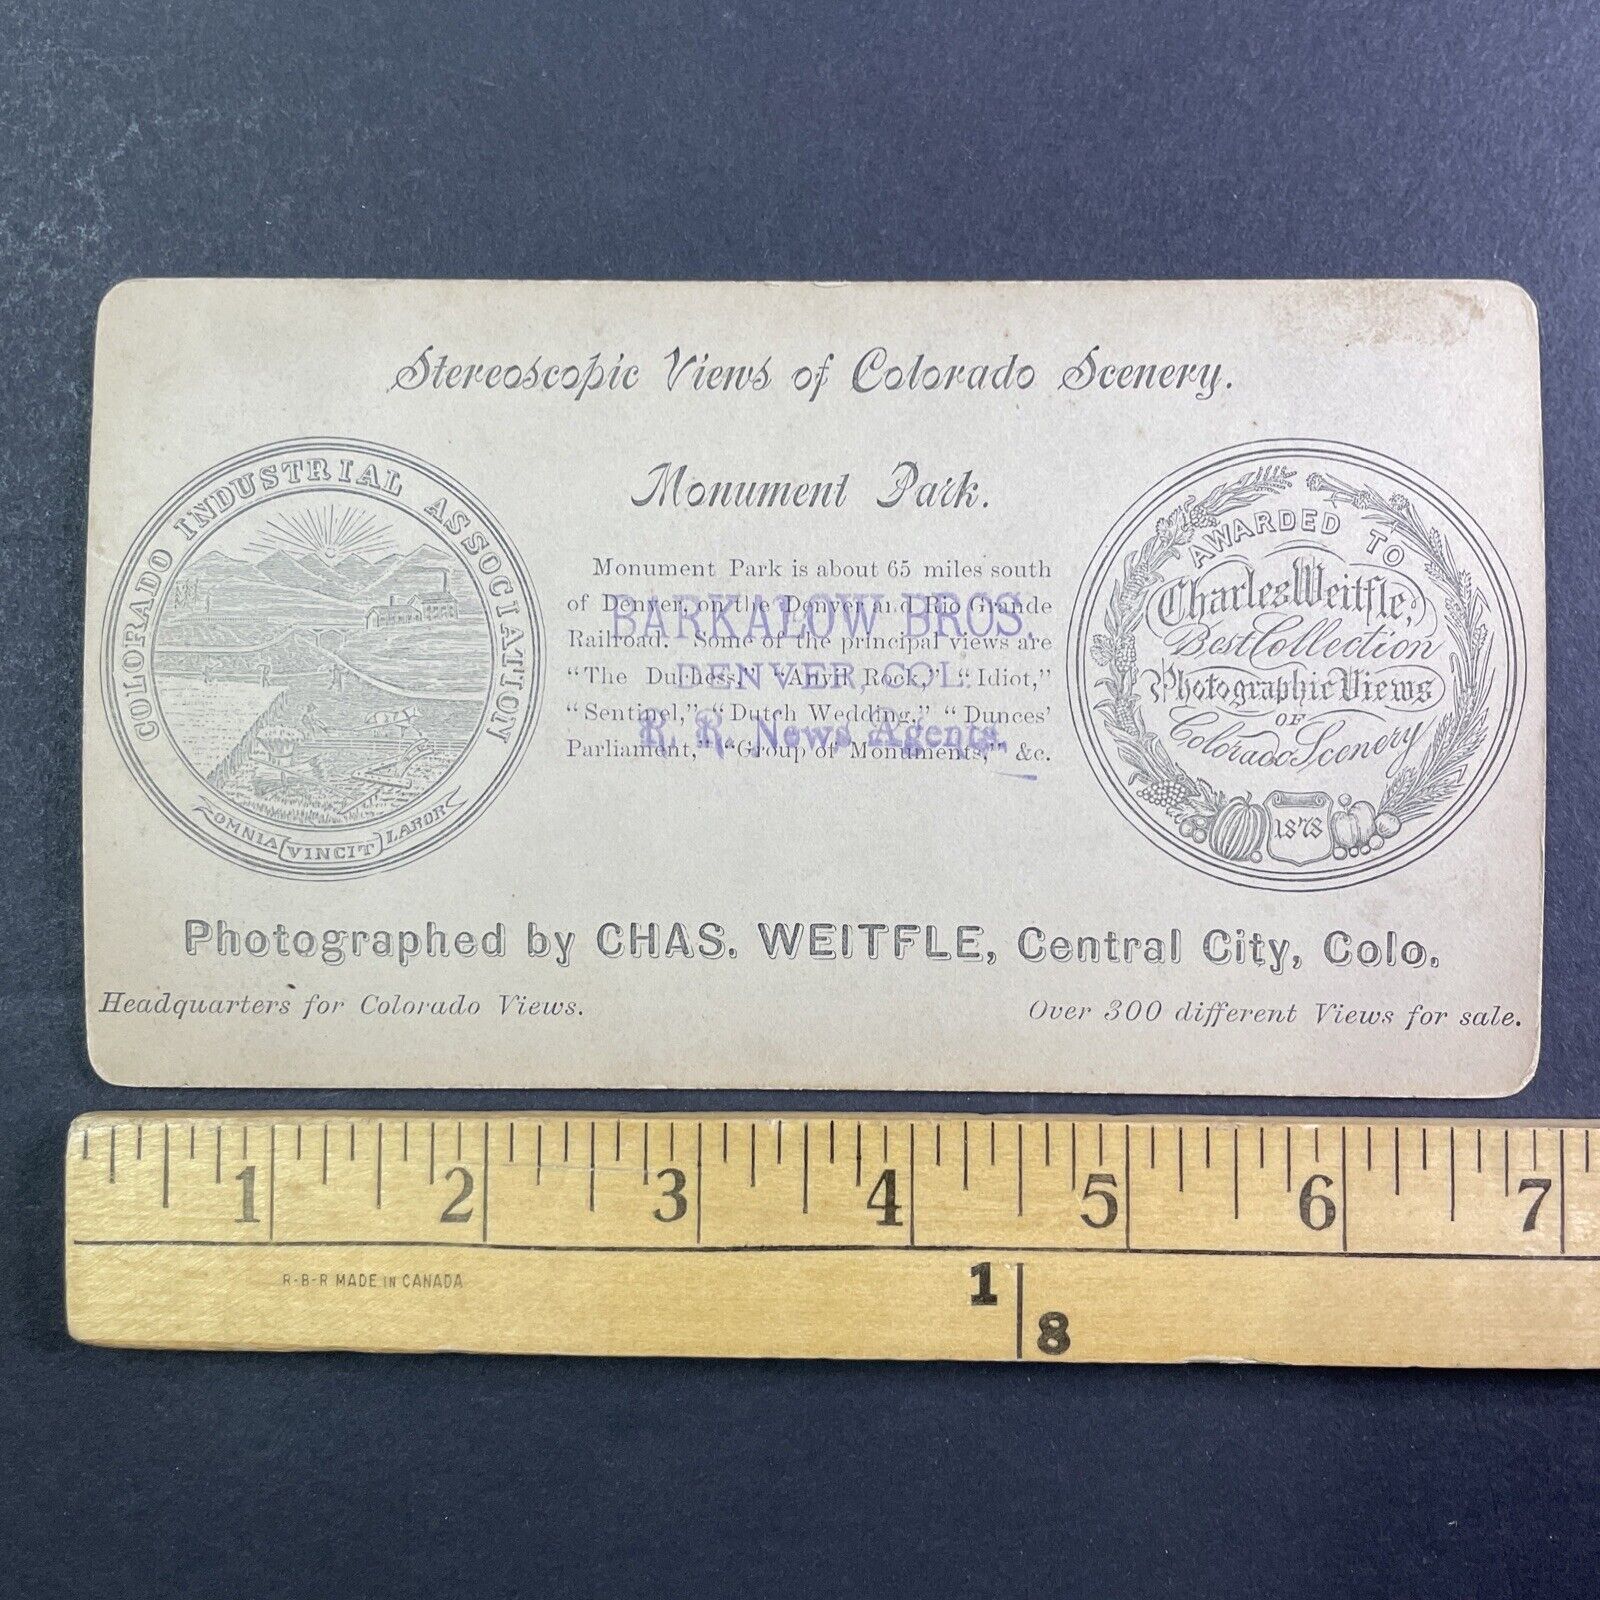 Stereoscopic Views of Colorado Scenery.
COLORADO INDUSTRIAL ASSOCIATION
OMNIA VINCIT LABOR
Monument Park.
Monument Park is about 65 miles south
of Denver, on the Denver and Rio Grande
Railroad. Some of the principal views are
“The Duchess,” “Anvil Rock,” “Idiot,”
“Sentinel,” “Dutch Wedding,” “Dunces’
Parliament,” “Group of Monuments,” &c.
BARKALOW BROS.
DENVER, COL.
R. R. News Agents.
AWARDED TO
Charles Weitfle,
Best Collection
Photographic Views
OF
Colorado Scenery
1878
Photographed by CHAS. WEITFLE, Central City, Colo.
Headquarters for Colorado Views.
Over 300 different Views for sale.
1 2 3 4 5 6 7
R-B-R MADE IN CANADA
1
8